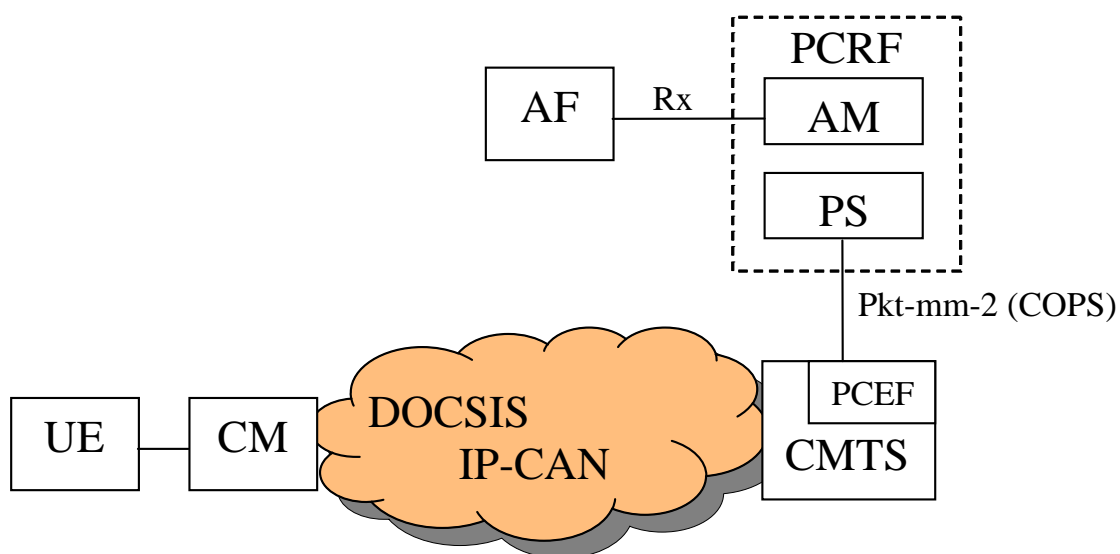 PCRF
AF
Rx
AM
PS
Pkt-mm-2 (COPS)
PCEF
UE
CM
DOCSIS
IP-CAN
CMTS